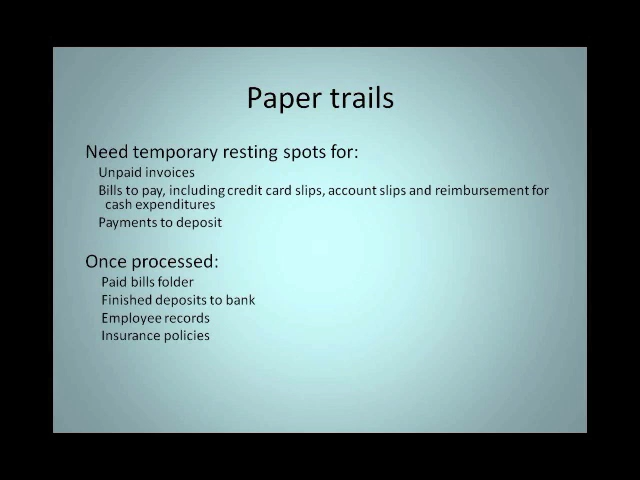 Paper trails
Need temporary resting spots for:
Unpaid invoices
Bills to pay, including credit card slips, account slips and reimbursement for
cash expenditures
Payments to deposit
Once processed:
Paid bills folder
Finished deposits to bank
Employee records
Insurance policies